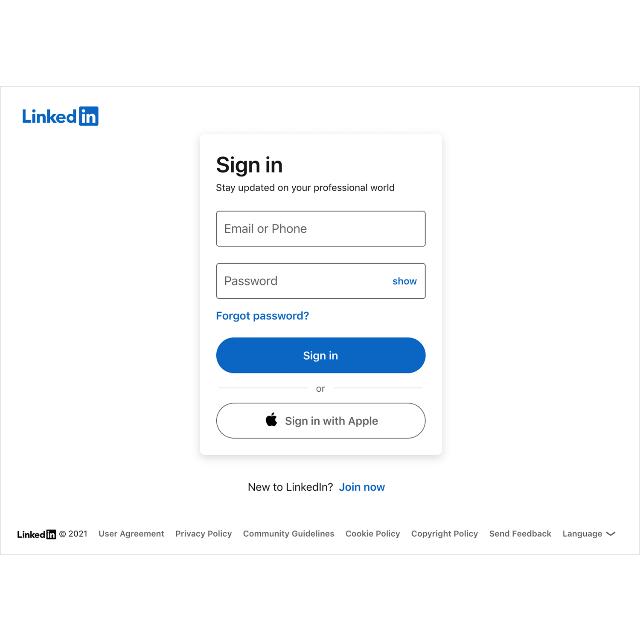 LinkedIn
Sign in
Stay updated on your professional world
Email or Phone
Password show
Forgot password?
Sign in
or
Sign in with Apple
New to LinkedIn? Join now
LinkedIn © 2021 User Agreement Privacy Policy Community Guidelines Cookie Policy Copyright Policy Send Feedback Language